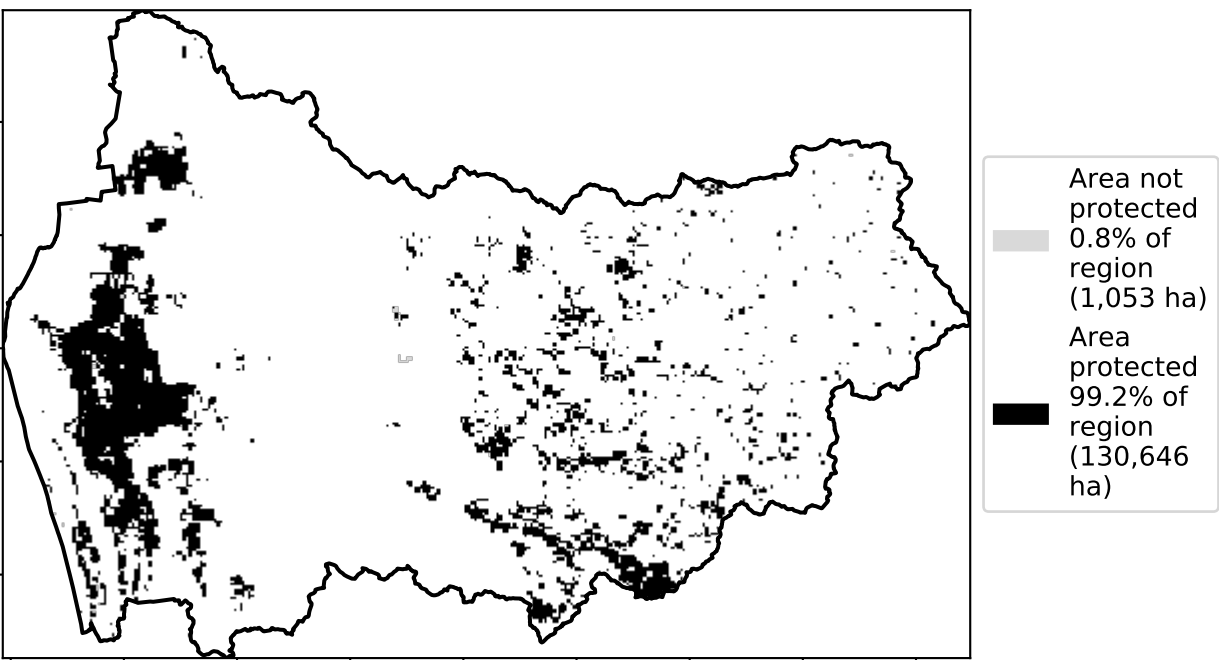 Area not
protected
0.8% of
region
(1,053 ha)
Area
protected
99.2% of
region
(130,646
ha)